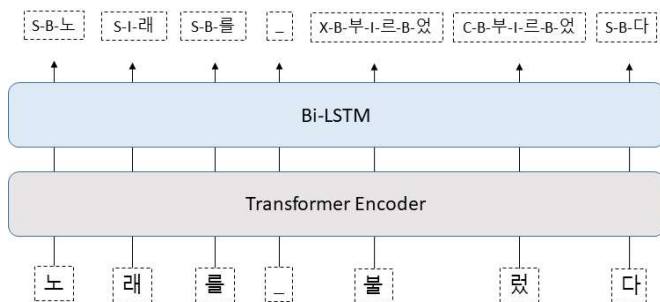 S-B-노 S-I-래 S-B-를 _ X-B-부-I-르-B-었 C-B-부-I-르-B-었 S-B-다
Bi-LSTM
Transformer Encoder
노 래 를 _ 불 렀 다